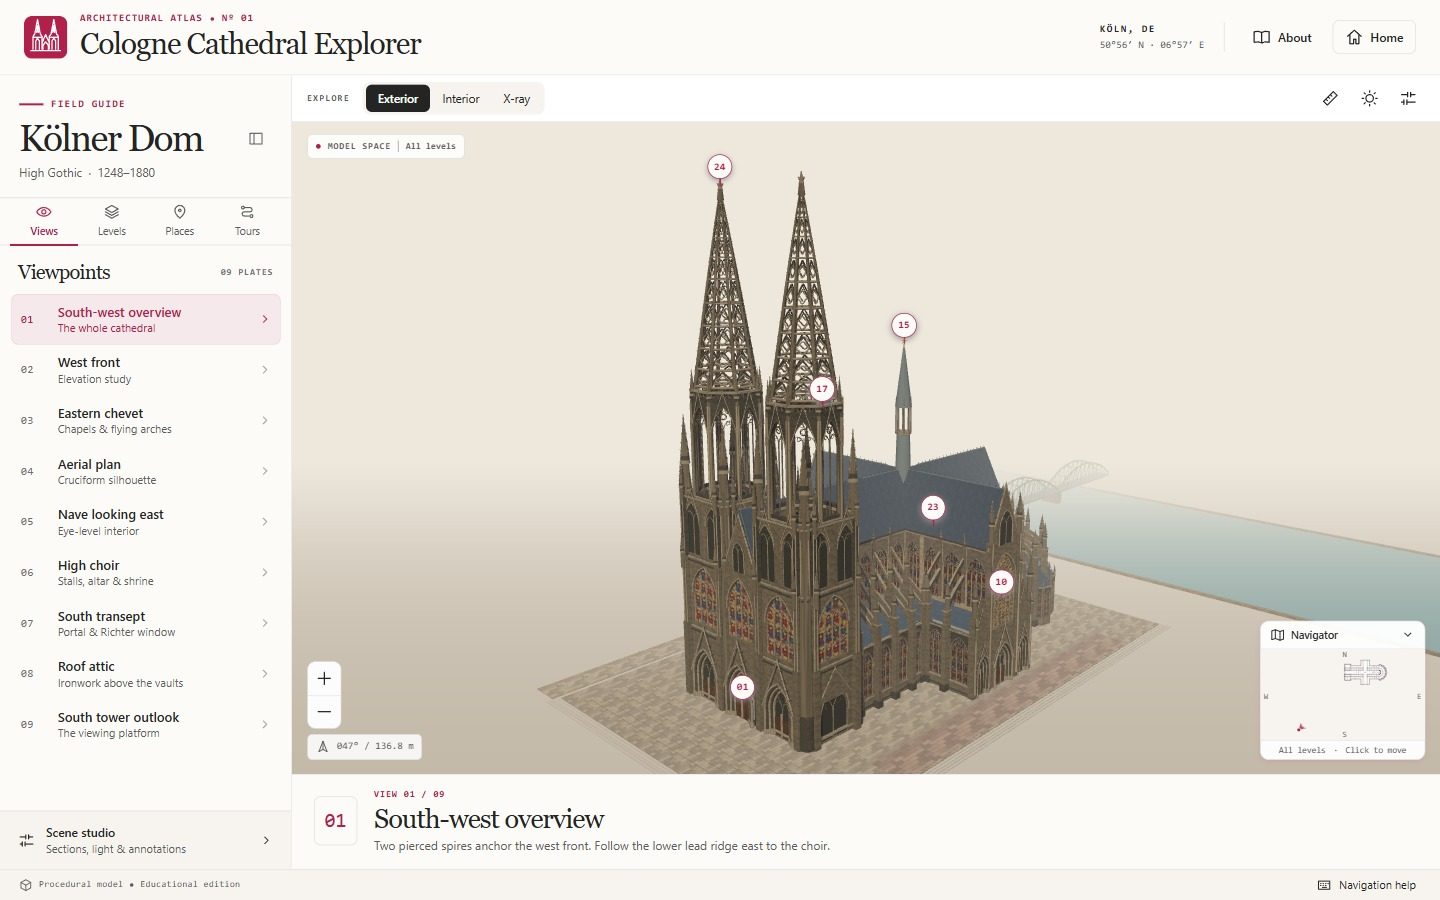 ARCHITECTURAL ATLAS • Nº 01
Cologne Cathedral Explorer
KÖLN, DE
50°56′ N · 06°57′ E
About
Home
FIELD GUIDE
Kölner Dom
High Gothic · 1248–1880
Views
Levels
Places
Tours
Viewpoints
09 PLATES
01
South-west overview
The whole cathedral
02
West front
Elevation study
03
Eastern chevet
Chapels & flying arches
04
Aerial plan
Cruciform silhouette
05
Nave looking east
Eye-level interior
06
High choir
Stalls, altar & shrine
07
South transept
Portal & Richter window
08
Roof attic
Ironwork above the vaults
09
South tower outlook
The viewing platform
Scene studio
Sections, light & annotations
EXPLORE
Exterior
Interior
X-ray
MODEL SPACE | All levels
24
15
17
23
10
01
047° / 136.8 m
Navigator
N
W
E
S
All levels · Click to move
01
VIEW 01 / 09
South-west overview
Two pierced spires anchor the west front. Follow the lower lead ridge east to the choir.
Procedural model • Educational edition
Navigation help